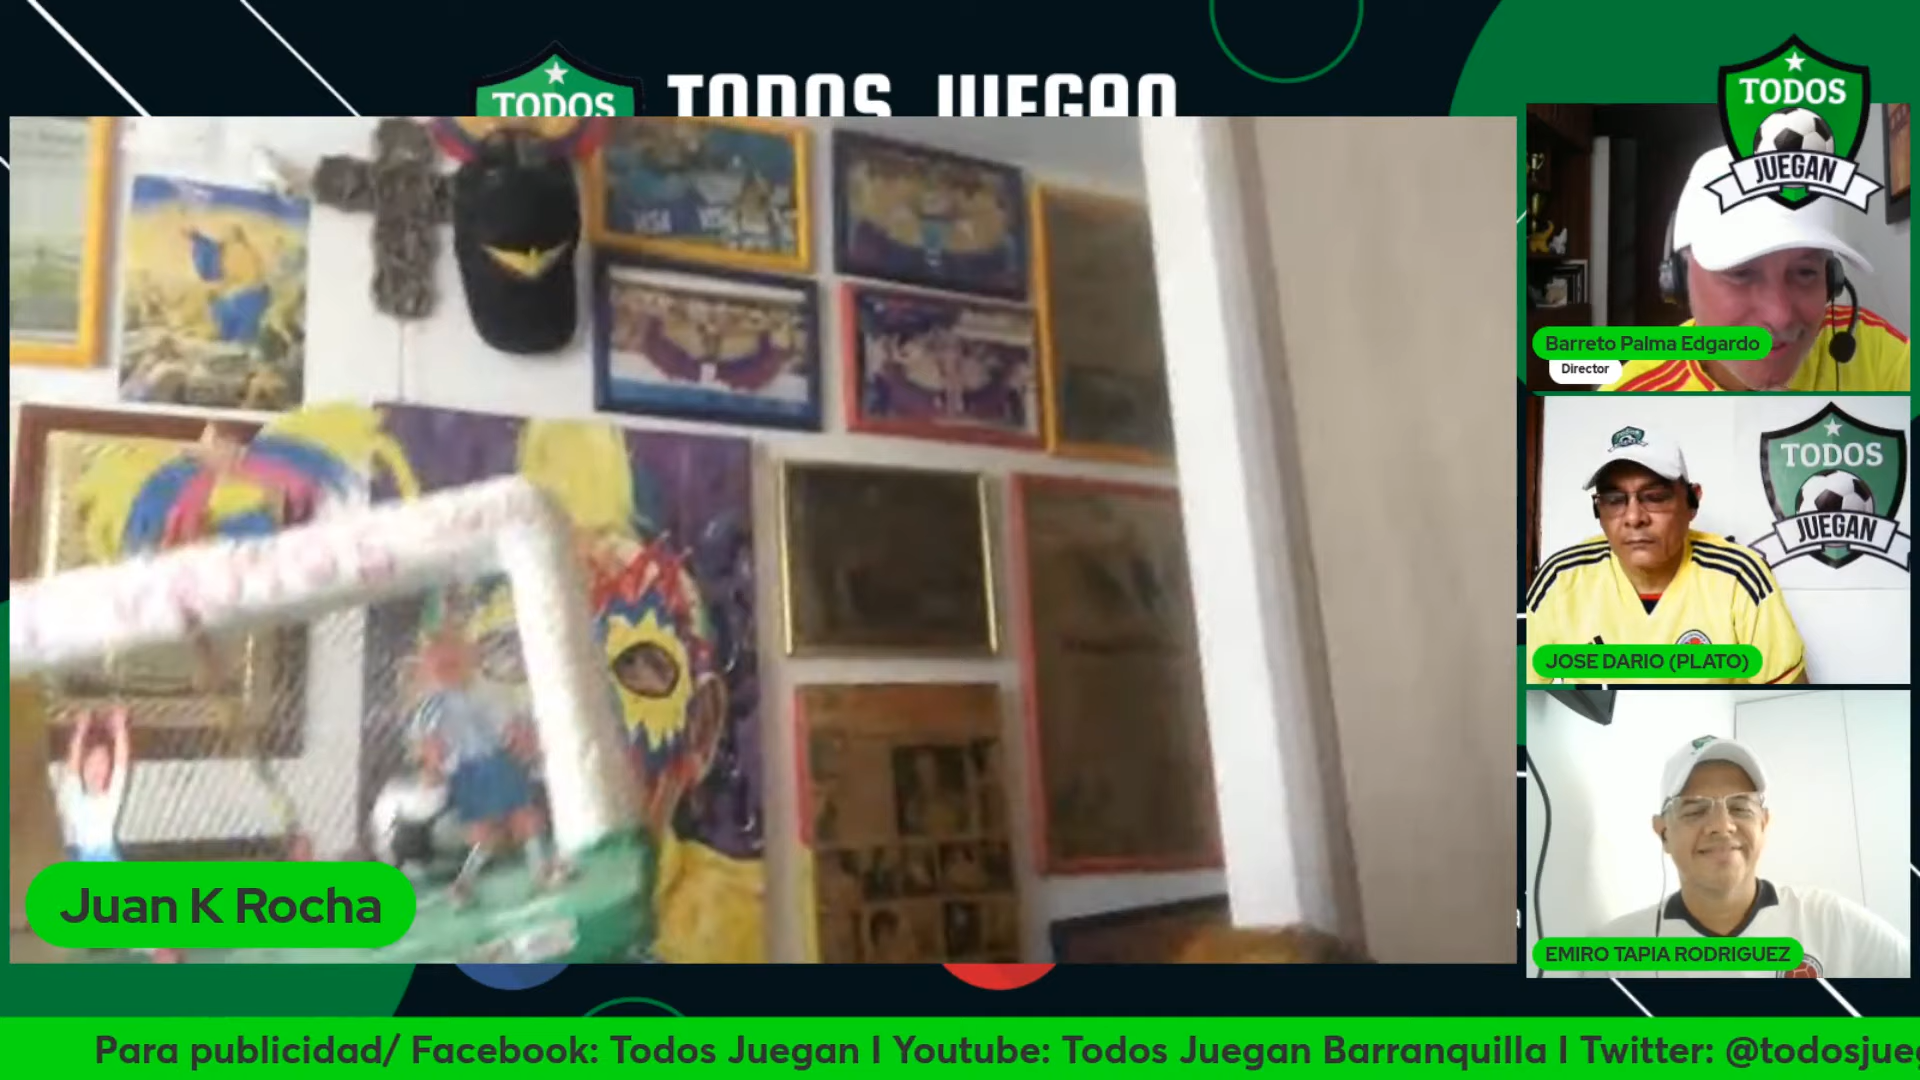 TODOS
TODOS JUEGAN
TODOS
JUEGAN
Barreto Palma Edgardo
Director
TODOS
JUEGAN
JOSE DARIO (PLATO)
Juan K Rocha
EMIRO TAPIA RODRIGUEZ
Para publicidad/ Facebook: Todos Juegan I Youtube: Todos Juegan Barranquilla I Twitter: @todosjueg